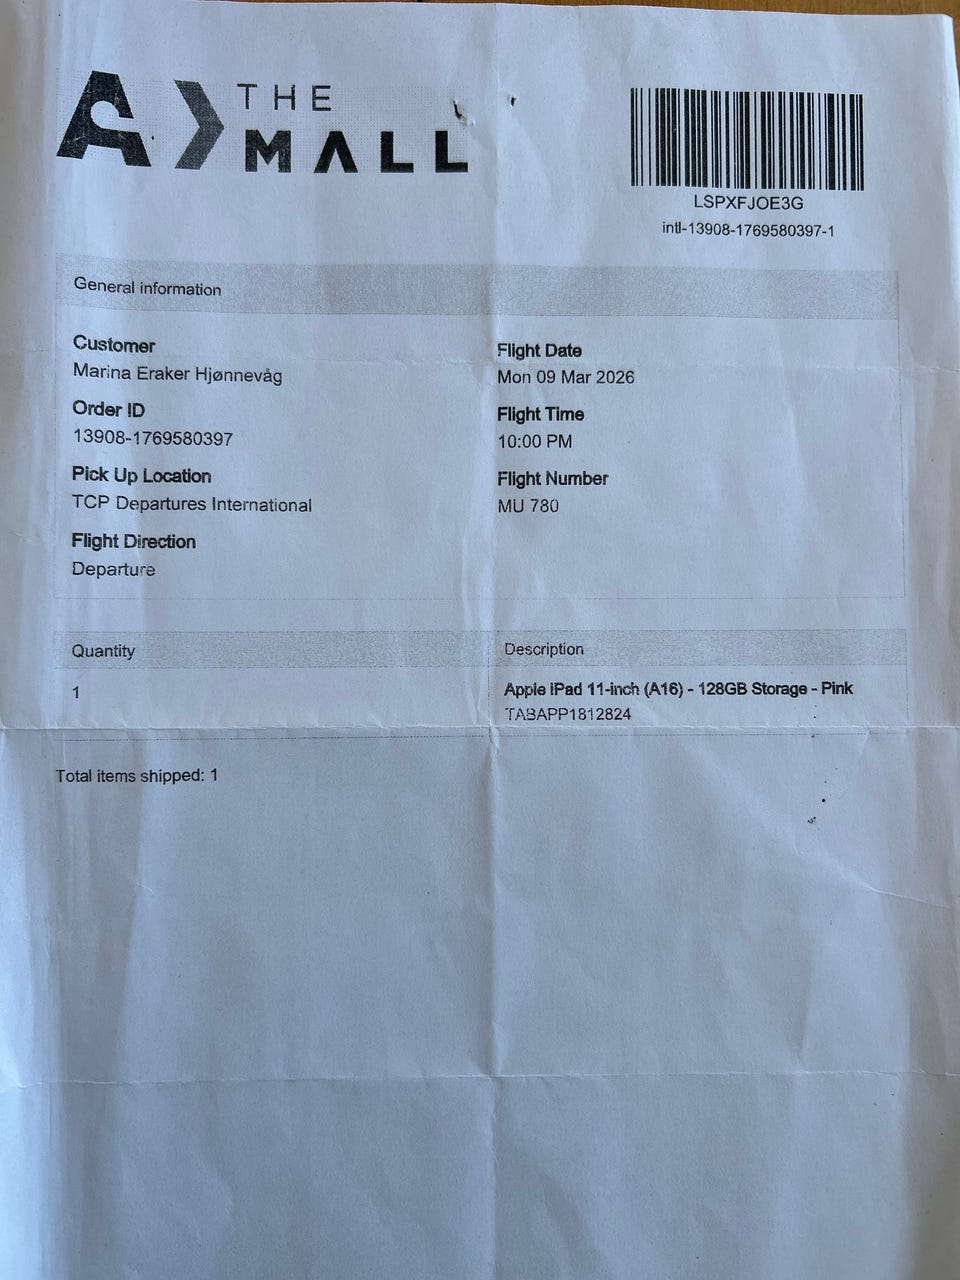 A> THE
MALL
LSPXFJOE3G
intl-13908-1769580397-1
General information
Customer
Marina Eraker Hjønnevåg
Order ID
13908-1769580397
Pick Up Location
TCP Departures International
Flight Direction
Departure
Flight Date
Mon 09 Mar 2026
Flight Time
10:00 PM
Flight Number
MU 780
Quantity Description
1 Apple iPad 11-inch (A16) - 128GB Storage - Pink
TABAPP1812824
Total items shipped: 1